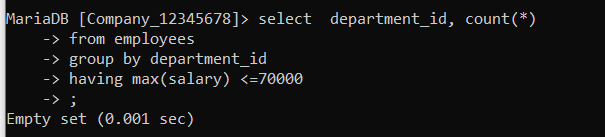 MariaDB [Company_12345678]> select  department_id, count(*)
    -> from employees
    -> group by department_id
    -> having max(salary) <=70000
    -> ;
Empty set (0.001 sec)